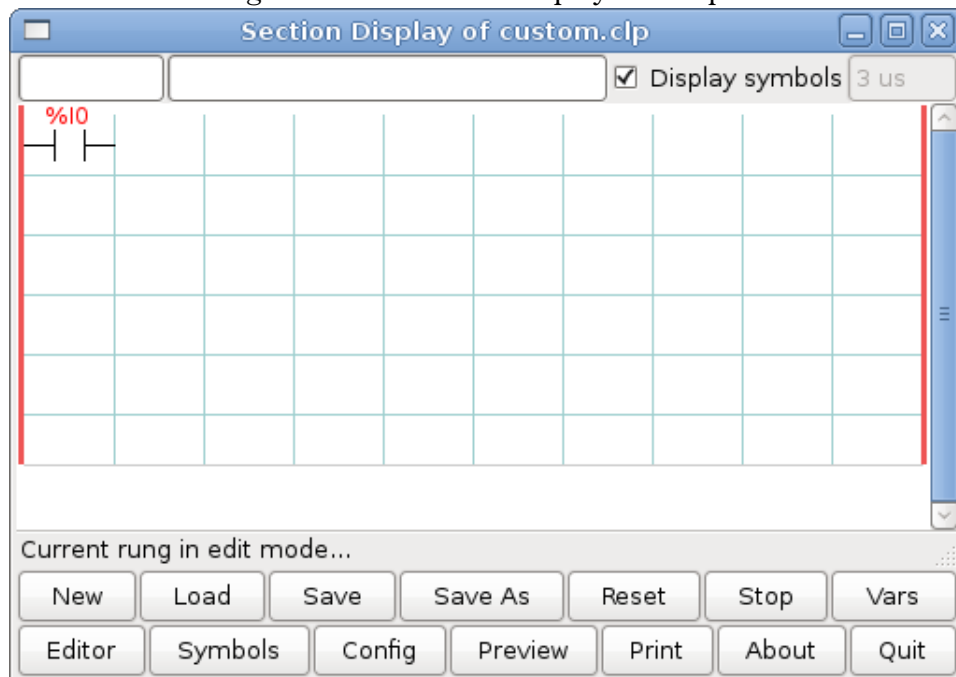 Section Display of custom.clp
Display symbols 3 us
%I0
Current rung in edit mode...
New Load Save Save As Reset Stop Vars
Editor Symbols Config Preview Print About Quit